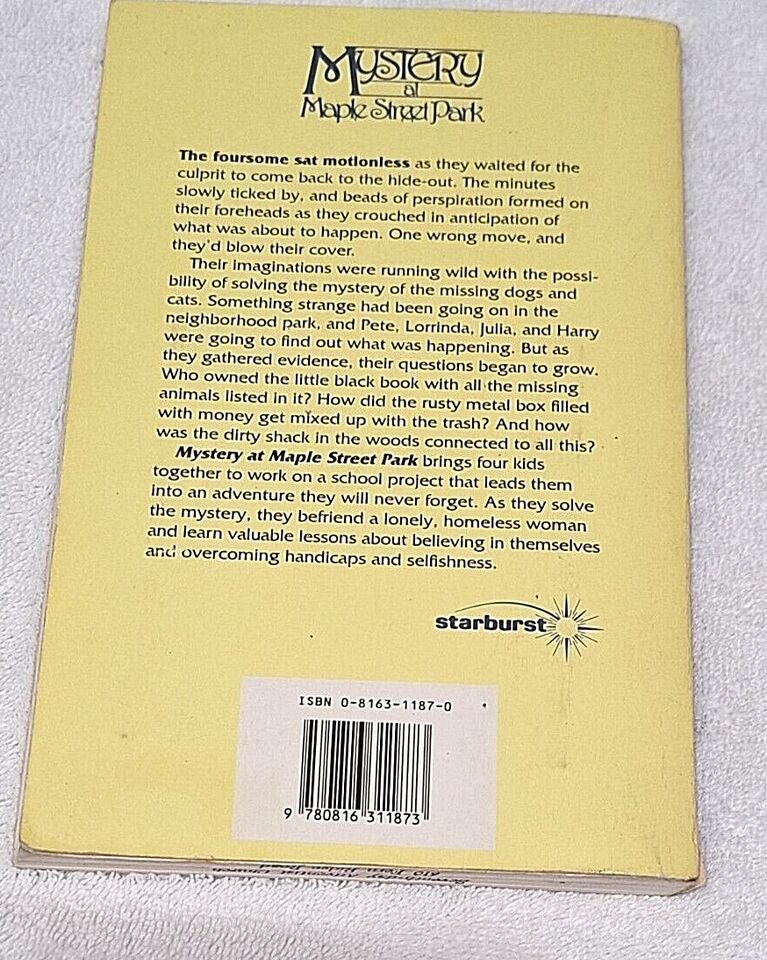 Mystery
at
Maple Street Park
The foursome sat motionless as they waited for the
culprit to come back to the hide-out. The minutes
slowly ticked by, and beads of perspiration formed on
their foreheads as they crouched in anticipation of
what was about to happen. One wrong move, and
they'd blow their cover.
Their imaginations were running wild with the possi-
bility of solving the mystery of the missing dogs and
cats. Something strange had been going on in the
neighborhood park, and Pete, Lorrinda, Julia, and Harry
were going to find out what was happening. But as
they gathered evidence, their questions began to grow.
Who owned the little black book with all the missing
animals listed in it? How did the rusty metal box filled
with money get mixed up with the trash? And how
was the dirty shack in the woods connected to all this?
Mystery at Maple Street Park brings four kids
together to work on a school project that leads them
into an adventure they will never forget. As they solve
the mystery, they befriend a lonely, homeless woman
and learn valuable lessons about believing in themselves
and overcoming handicaps and selfishness.
starburst
ISBN 0-8163-1187-0
9 780816 311873